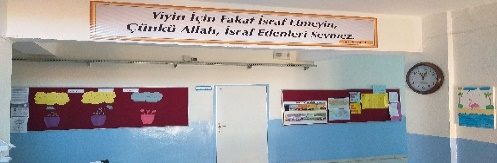 Yiyin İçin Fakat İsraf Etmeyin,
Çünkü Allah, İsraf Edenleri Sevmez.